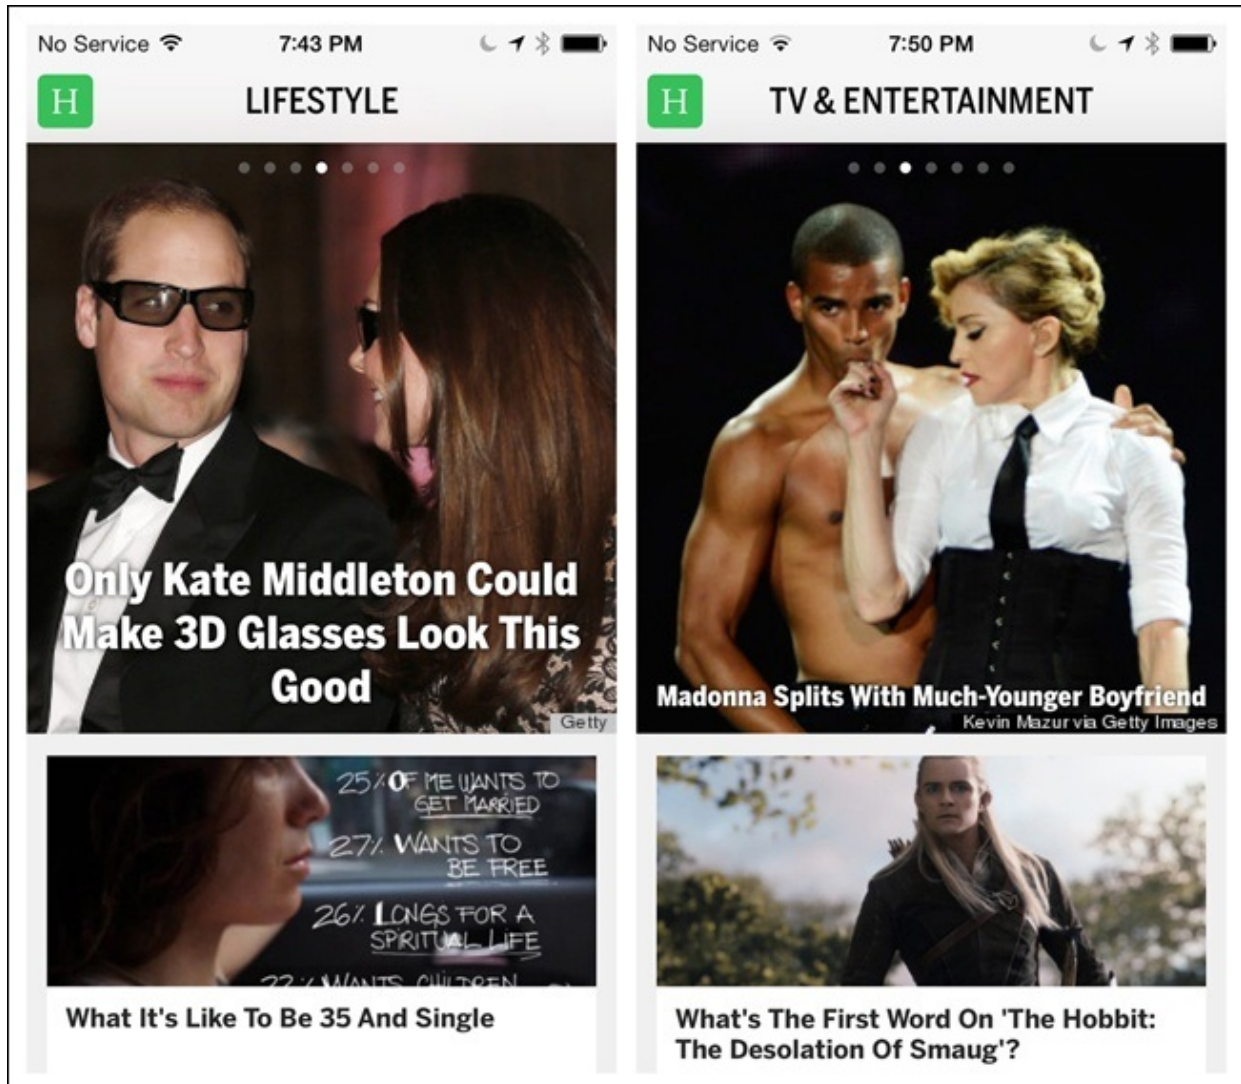 No Service 7:43 PM
H LIFESTYLE
Only Kate Middleton Could
Make 3D Glasses Look This
Good
Getty
25% OF ME WANTS TO
GET MARRIED
27% WANTS TO
BE FREE
26% LONGS FOR A
SPIRITUAL LIFE
22% WANTS CHILDREN
What It's Like To Be 35 And Single
No Service 7:50 PM
H TV & ENTERTAINMENT
Madonna Splits With Much-Younger Boyfriend
Kevin Mazur via Getty Images
What's The First Word On 'The Hobbit:
The Desolation Of Smaug'?